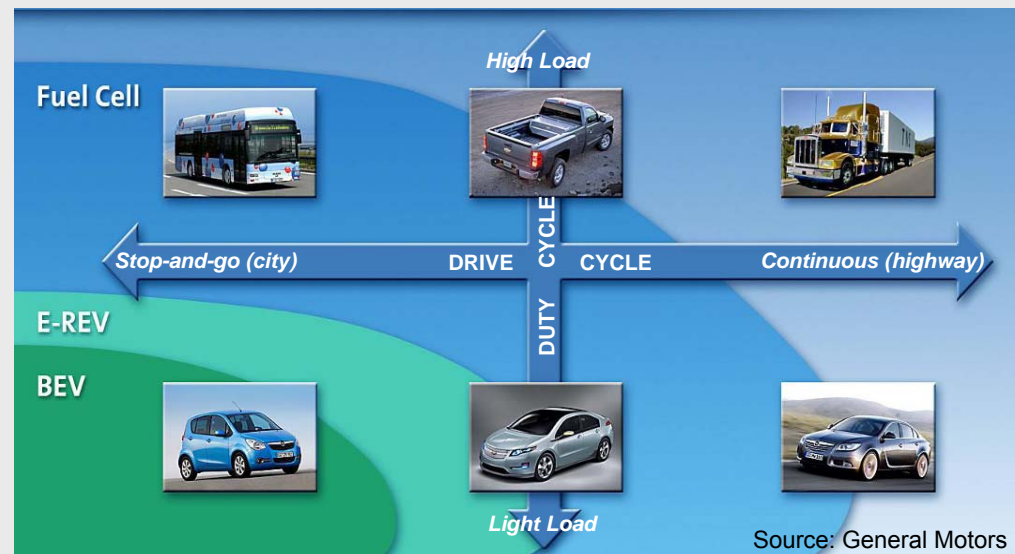 High Load
Fuel Cell
Stop-and-go (city)
DRIVE CYCLE
Continuous (highway)
DUTY CYCLE
E-REV
BEV
Light Load
Source: General Motors